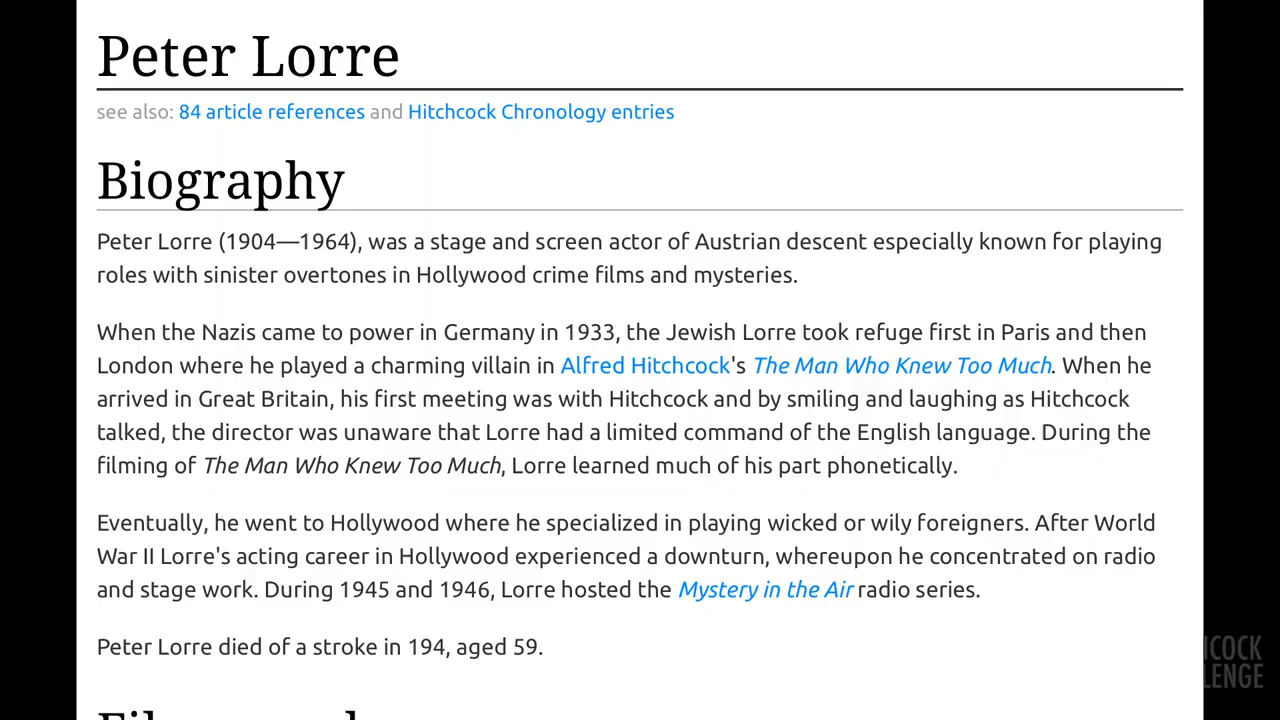 Peter Lorre
see also: 84 article references and Hitchcock Chronology entries
Biography
Peter Lorre (1904—1964), was a stage and screen actor of Austrian descent especially known for playing
roles with sinister overtones in Hollywood crime films and mysteries.
When the Nazis came to power in Germany in 1933, the Jewish Lorre took refuge first in Paris and then
London where he played a charming villain in Alfred Hitchcock's The Man Who Knew Too Much. When he
arrived in Great Britain, his first meeting was with Hitchcock and by smiling and laughing as Hitchcock
talked, the director was unaware that Lorre had a limited command of the English language. During the
filming of The Man Who Knew Too Much, Lorre learned much of his part phonetically.
Eventually, he went to Hollywood where he specialized in playing wicked or wily foreigners. After World
War II Lorre's acting career in Hollywood experienced a downturn, whereupon he concentrated on radio
and stage work. During 1945 and 1946, Lorre hosted the Mystery in the Air radio series.
Peter Lorre died of a stroke in 194, aged 59.